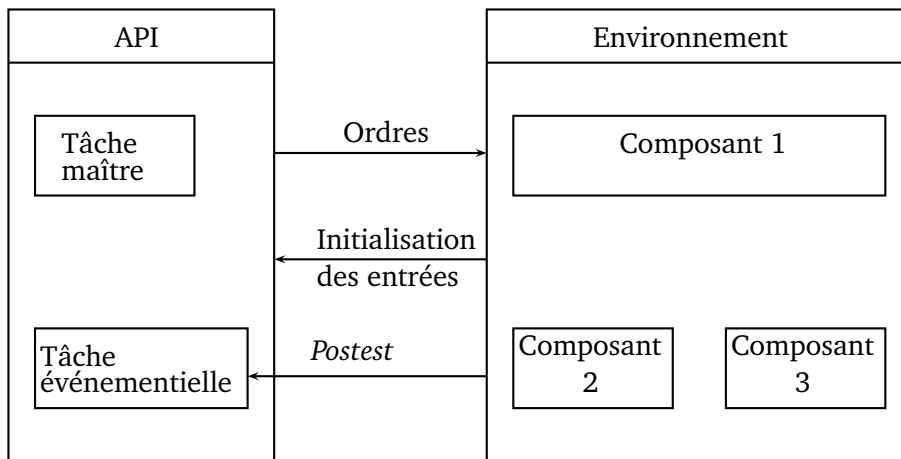 API
Environnement
Tâche
maître
Ordres
Composant 1
Initialisation
des entrées
Tâche
événementielle
Postest
Composant
2
Composant
3